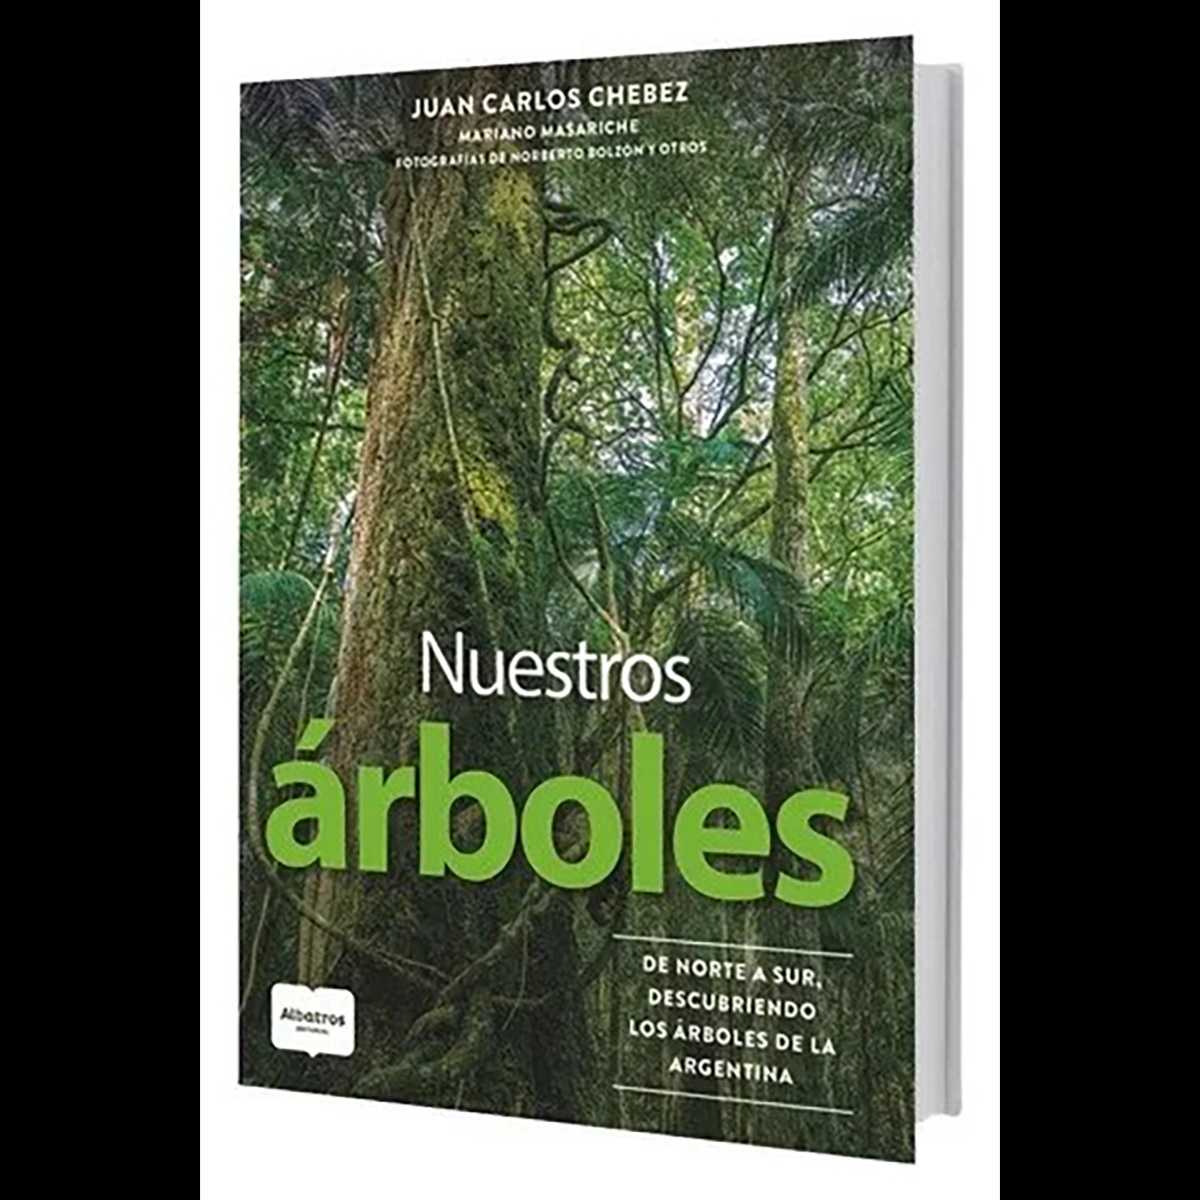 JUAN CARLOS CHEBEZ
MARIANO MASARICHE
FOTOGRAFÍAS DE NORBERTO BOLZÓN Y OTROS
Nuestros
árboles
DE NORTE A SUR,
DESCUBRIENDO
LOS ÁRBOLES DE LA
ARGENTINA
Albatros
EDITORIAL